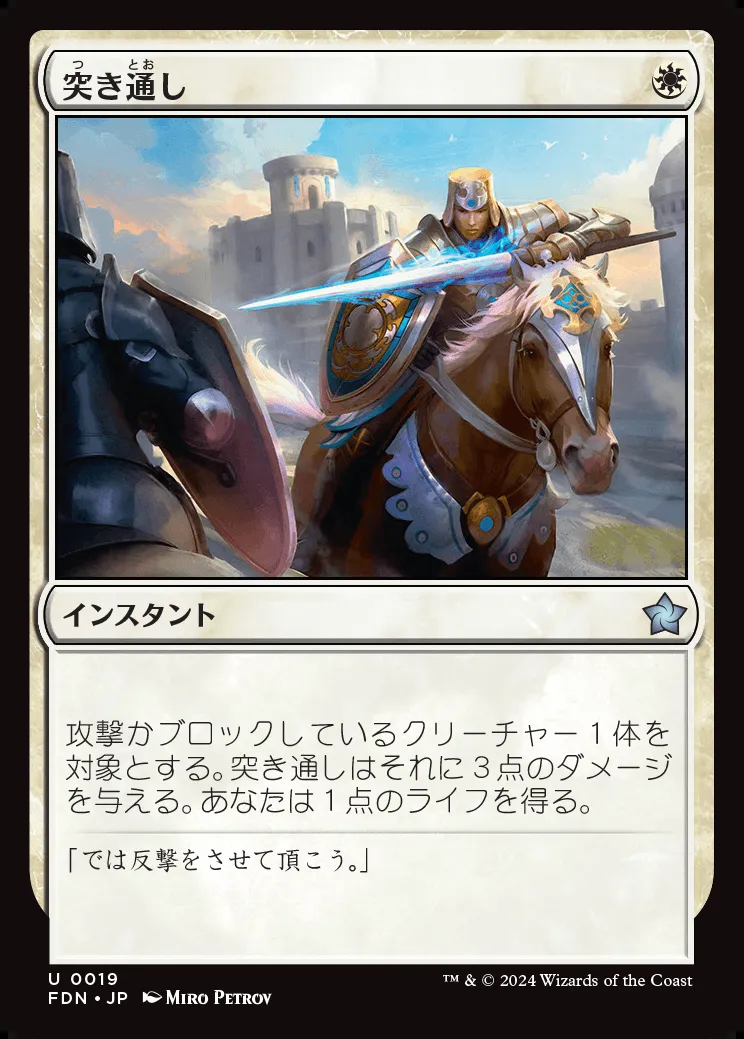 突き通し
つ とお
インスタント
攻撃かブロックしているクリーチャー１体を
対象とする。突き通しはそれに３点のダメージ
を与える。あなたは１点のライフを得る。
「では反撃をさせて頂こう。」
U 0019
FDN • JP Miro Petrov
™ & © 2024 Wizards of the Coast